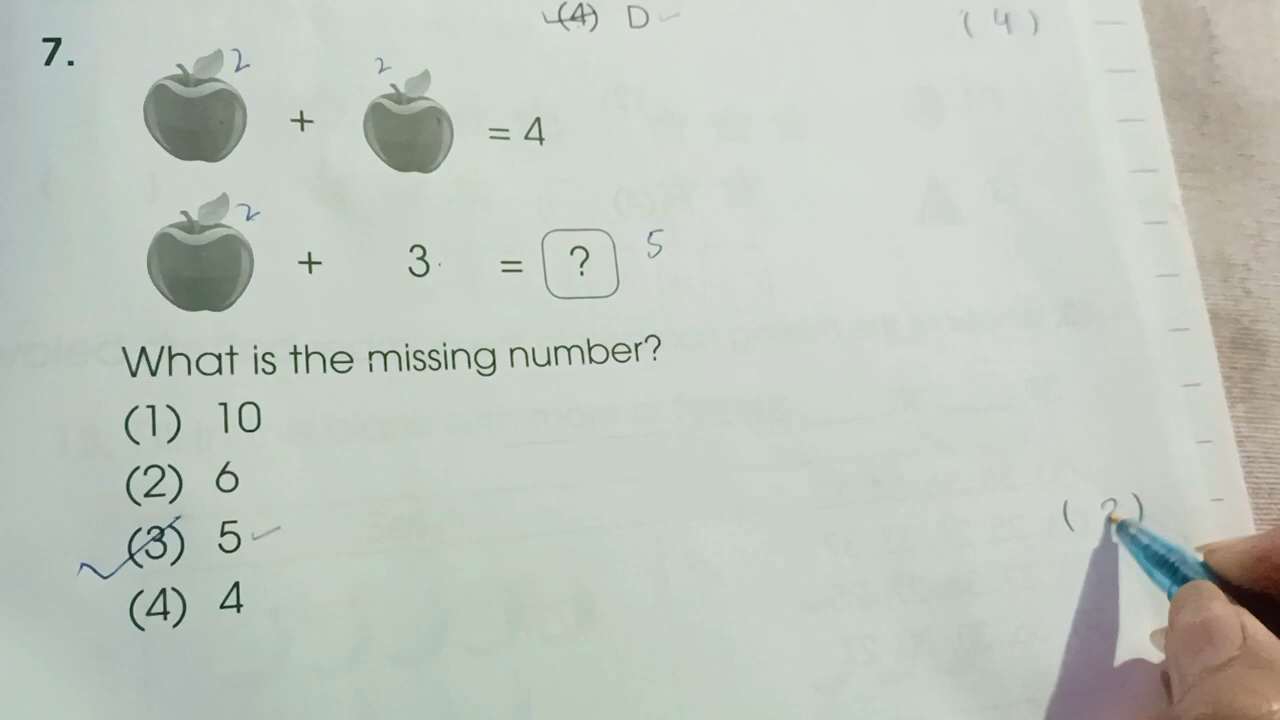 (4) D (4)
7. 2 2
+ = 4
2
+ 3 = ? 5
What is the missing number?
(1) 10
(2) 6
(3) 5
(4) 4